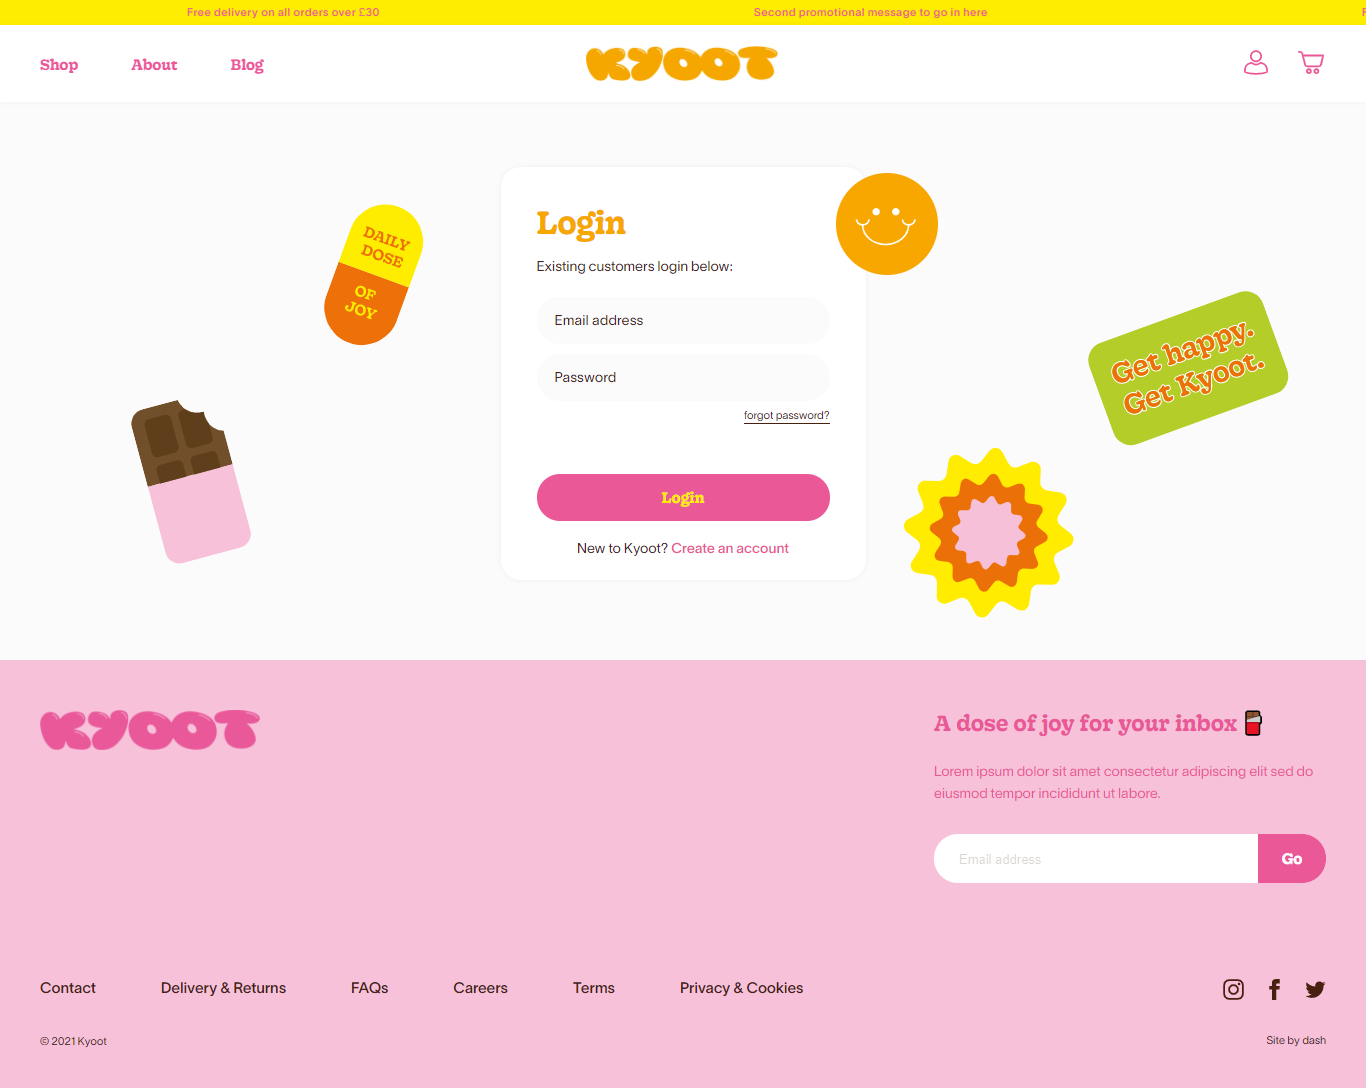 Free delivery on all orders over £30
Second promotional message to go in here
Shop
About
Blog
KYOOT
DAILY
DOSE
OF
JOY
Login
Existing customers login below:
Email address
Password
forgot password?
Login
New to Kyoot? Create an account
Get happy.
Get Kyoot.
KYOOT
A dose of joy for your inbox
Lorem ipsum dolor sit amet consectetur adipiscing elit sed do
eiusmod tempor incididunt ut labore.
Email address
Go
Contact
Delivery & Returns
FAQs
Careers
Terms
Privacy & Cookies
© 2021 Kyoot
Site by dash